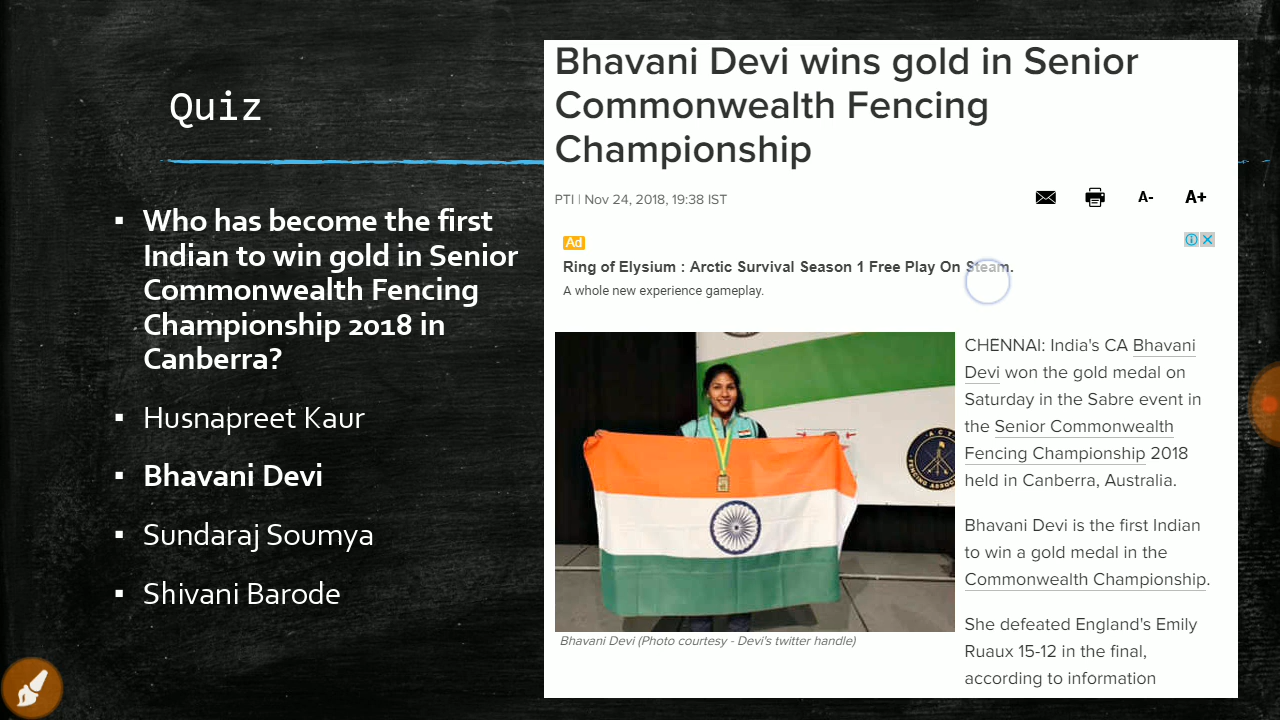 Quiz
Who has become the first
Indian to win gold in Senior
Commonwealth Fencing
Championship 2018 in
Canberra?
Husnapreet Kaur
Bhavani Devi
Sundaraj Soumya
Shivani Barode
Bhavani Devi wins gold in Senior
Commonwealth Fencing
Championship
PTI | Nov 24, 2018, 19:38 IST
A-
A+
Ad
Ring of Elysium : Arctic Survival Season 1 Free Play On Steam.
A whole new experience gameplay.
Bhavani Devi (Photo courtesy - Devi's twitter handle)
CHENNAI: India's CA Bhavani
Devi won the gold medal on
Saturday in the Sabre event in
the Senior Commonwealth
Fencing Championship 2018
held in Canberra, Australia.
Bhavani Devi is the first Indian
to win a gold medal in the
Commonwealth Championship.
She defeated England's Emily
Ruaux 15-12 in the final,
according to information